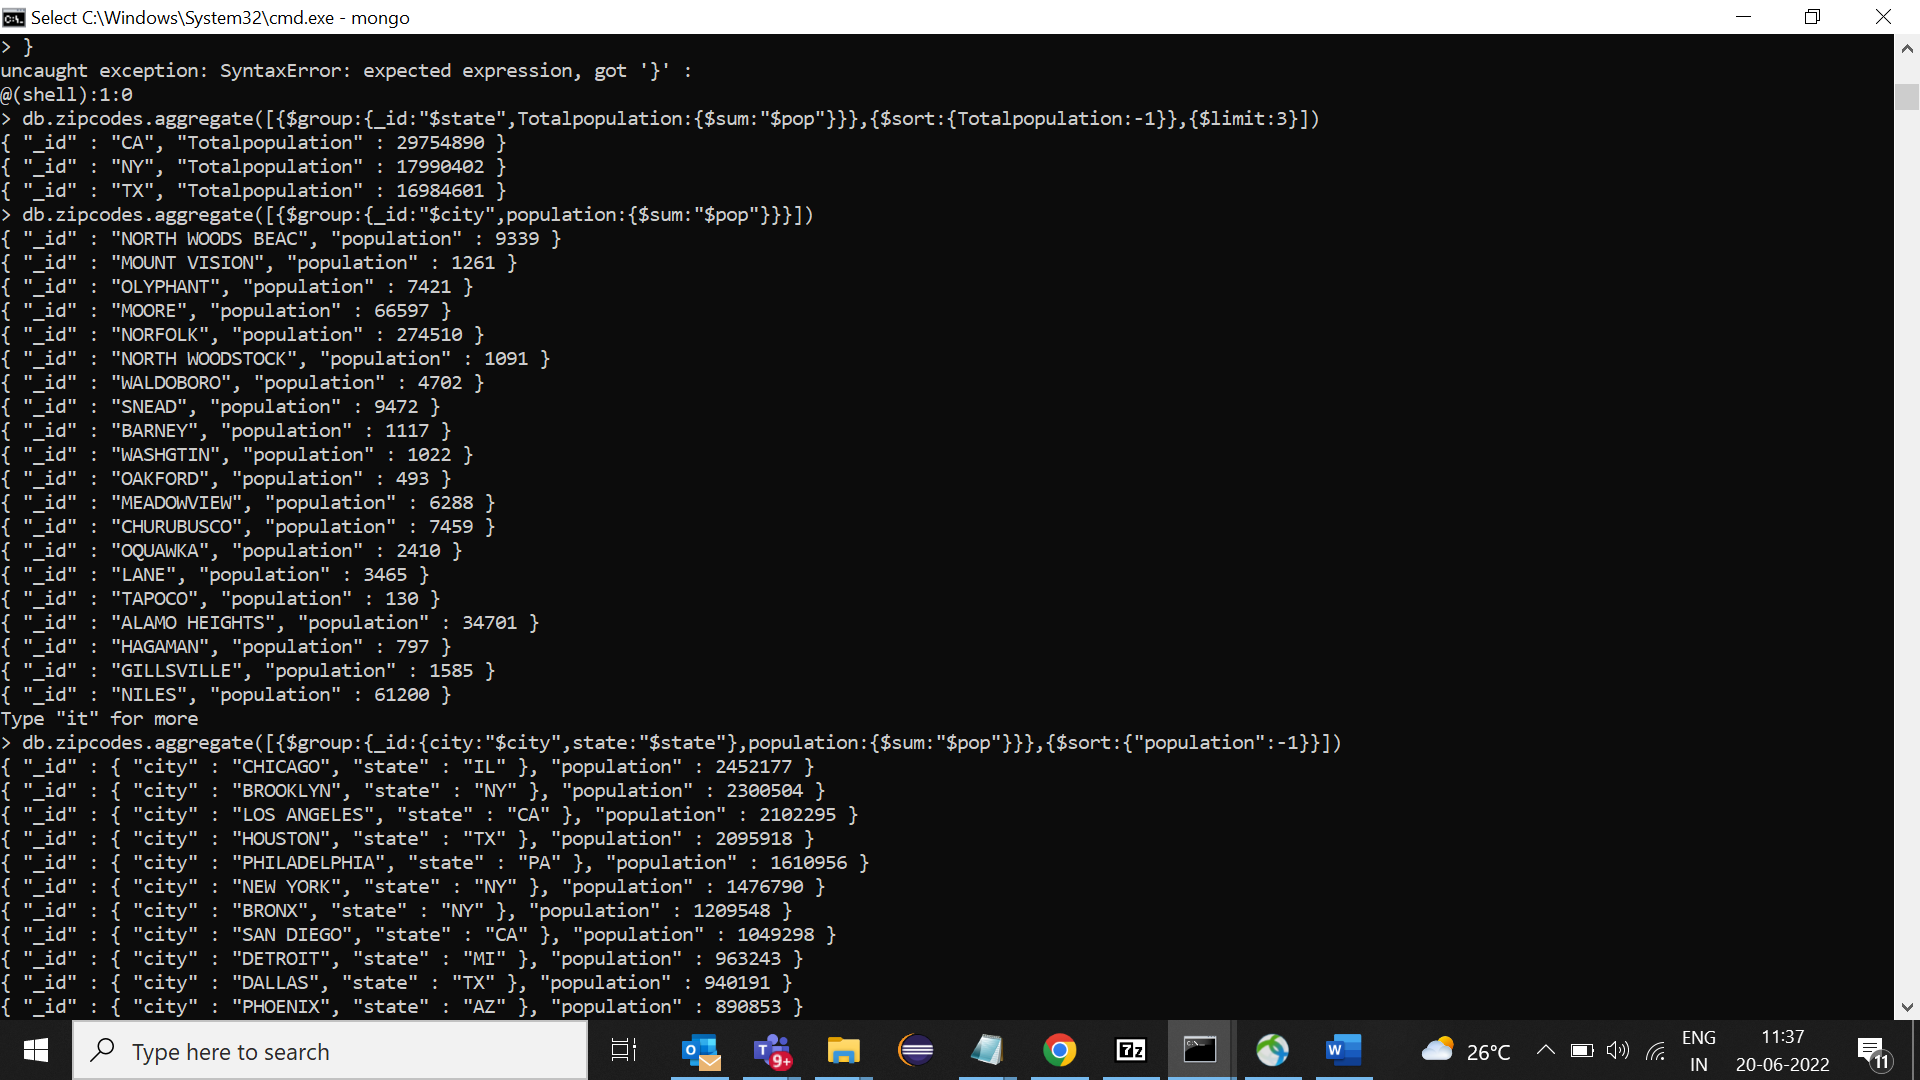 Select C:\Windows\System32\cmd.exe - mongo
> }
uncaught exception: SyntaxError: expected expression, got '}' :
@(shell):1:0
> db.zipcodes.aggregate([{$group:{_id:"$state",Totalpopulation:{$sum:"$pop"}}},{$sort:{Totalpopulation:-1}},{$limit:3}])
{ "_id" : "CA", "Totalpopulation" : 29754890 }
{ "_id" : "NY", "Totalpopulation" : 17990402 }
{ "_id" : "TX", "Totalpopulation" : 16984601 }
> db.zipcodes.aggregate([{$group:{_id:"$city",population:{$sum:"$pop"}}}])
{ "_id" : "NORTH WOODS BEAC", "population" : 9339 }
{ "_id" : "MOUNT VISION", "population" : 1261 }
{ "_id" : "OLYPHANT", "population" : 7421 }
{ "_id" : "MOORE", "population" : 66597 }
{ "_id" : "NORFOLK", "population" : 274510 }
{ "_id" : "NORTH WOODSTOCK", "population" : 1091 }
{ "_id" : "WALDOBORO", "population" : 4702 }
{ "_id" : "SNEAD", "population" : 9472 }
{ "_id" : "BARNEY", "population" : 1117 }
{ "_id" : "WASHGTIN", "population" : 1022 }
{ "_id" : "OAKFORD", "population" : 493 }
{ "_id" : "MEADOWVIEW", "population" : 6288 }
{ "_id" : "CHURUBUSCO", "population" : 7459 }
{ "_id" : "OQUAWKA", "population" : 2410 }
{ "_id" : "LANE", "population" : 3465 }
{ "_id" : "TAPOCO", "population" : 130 }
{ "_id" : "ALAMO HEIGHTS", "population" : 34701 }
{ "_id" : "HAGAMAN", "population" : 797 }
{ "_id" : "GILLSVILLE", "population" : 1585 }
{ "_id" : "NILES", "population" : 61200 }
Type "it" for more
> db.zipcodes.aggregate([{$group:{_id:{city:"$city",state:"$state"},population:{$sum:"$pop"}}},{$sort:{"population":-1}}])
{ "_id" : { "city" : "CHICAGO", "state" : "IL" }, "population" : 2452177 }
{ "_id" : { "city" : "BROOKLYN", "state" : "NY" }, "population" : 2300504 }
{ "_id" : { "city" : "LOS ANGELES", "state" : "CA" }, "population" : 2102295 }
{ "_id" : { "city" : "HOUSTON", "state" : "TX" }, "population" : 2095918 }
{ "_id" : { "city" : "PHILADELPHIA", "state" : "PA" }, "population" : 1610956 }
{ "_id" : { "city" : "NEW YORK", "state" : "NY" }, "population" : 1476790 }
{ "_id" : { "city" : "BRONX", "state" : "NY" }, "population" : 1209548 }
{ "_id" : { "city" : "SAN DIEGO", "state" : "CA" }, "population" : 1049298 }
{ "_id" : { "city" : "DETROIT", "state" : "MI" }, "population" : 963243 }
{ "_id" : { "city" : "DALLAS", "state" : "TX" }, "population" : 940191 }
{ "_id" : { "city" : "PHOENIX", "state" : "AZ" }, "population" : 890853 }
Type here to search
9+
7z
26°C
ENG
IN
11:37
20-06-2022
11